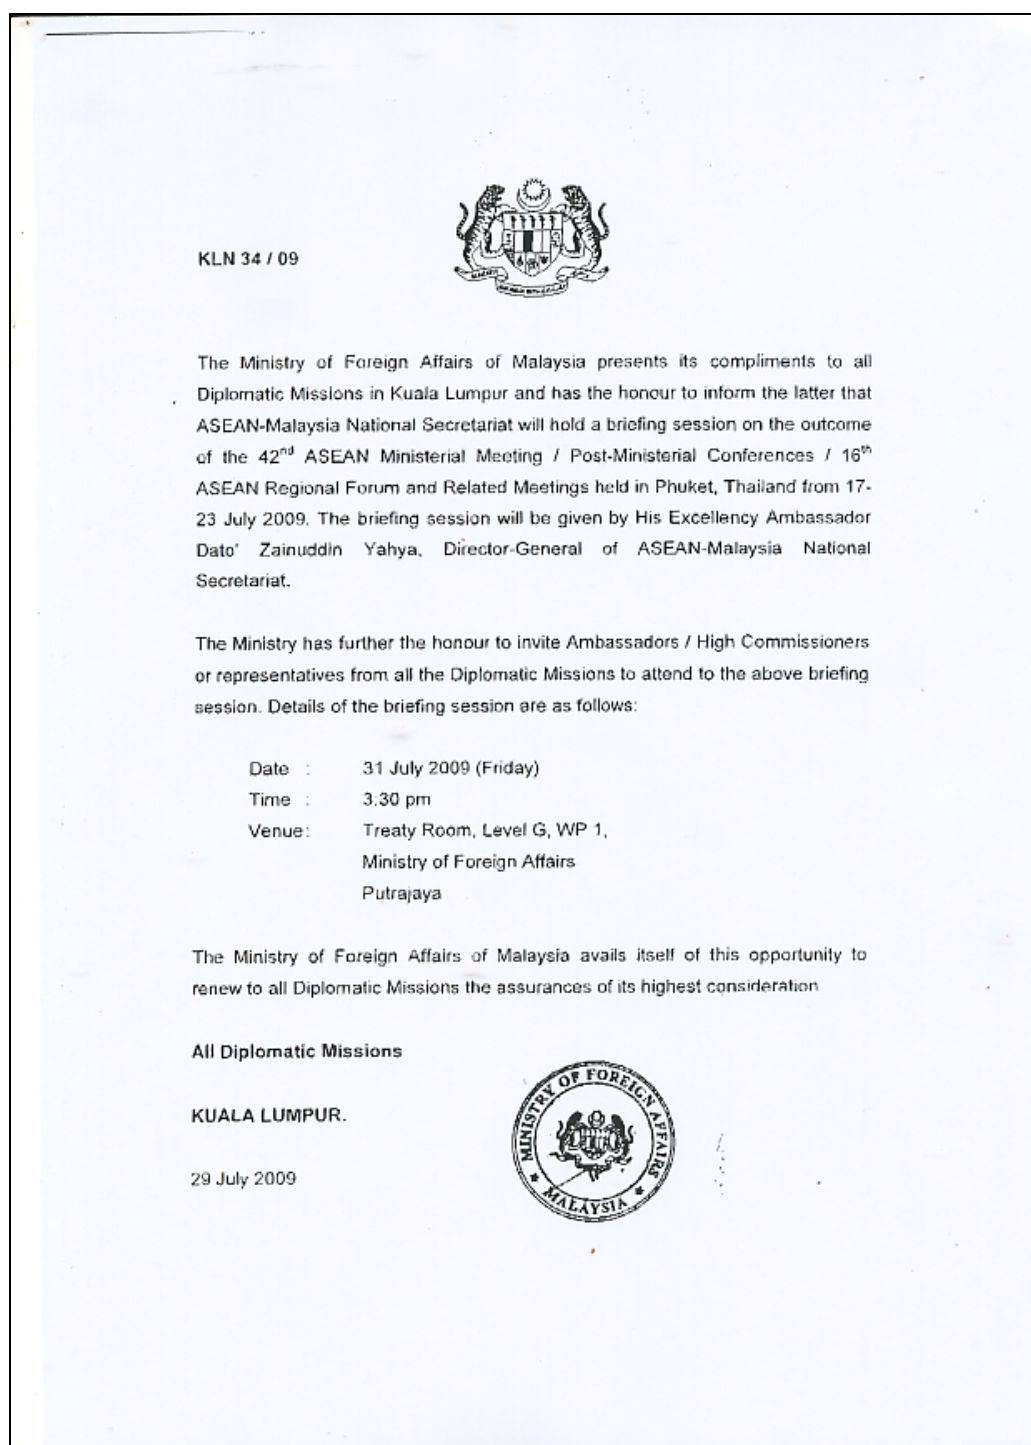 KLN 34 / 09
The Ministry of Foreign Affairs of Malaysia presents its compliments to all
Diplomatic Missions in Kuala Lumpur and has the honour to inform the latter that
ASEAN-Malaysia National Secretariat will hold a briefing session on the outcome
of the 42nd ASEAN Ministerial Meeting / Post-Ministerial Conferences / 16th
ASEAN Regional Forum and Related Meetings held in Phuket, Thailand from 17-
23 July 2009. The briefing session will be given by His Excellency Ambassador
Dato' Zainuddin Yahya, Director-General of ASEAN-Malaysia National
Secretariat.
The Ministry has further the honour to invite Ambassadors / High Commissioners
or representatives from all the Diplomatic Missions to attend to the above briefing
session. Details of the briefing session are as follows:
Date : 31 July 2009 (Friday)
Time : 3:30 pm
Venue: Treaty Room, Level G, WP 1,
Ministry of Foreign Affairs
Putrajaya
The Ministry of Foreign Affairs of Malaysia avails itself of this opportunity to
renew to all Diplomatic Missions the assurances of its highest consideration
All Diplomatic Missions
KUALA LUMPUR.
29 July 2009
MINISTRY OF FOREIGN AFFAIRS
MALAYSIA